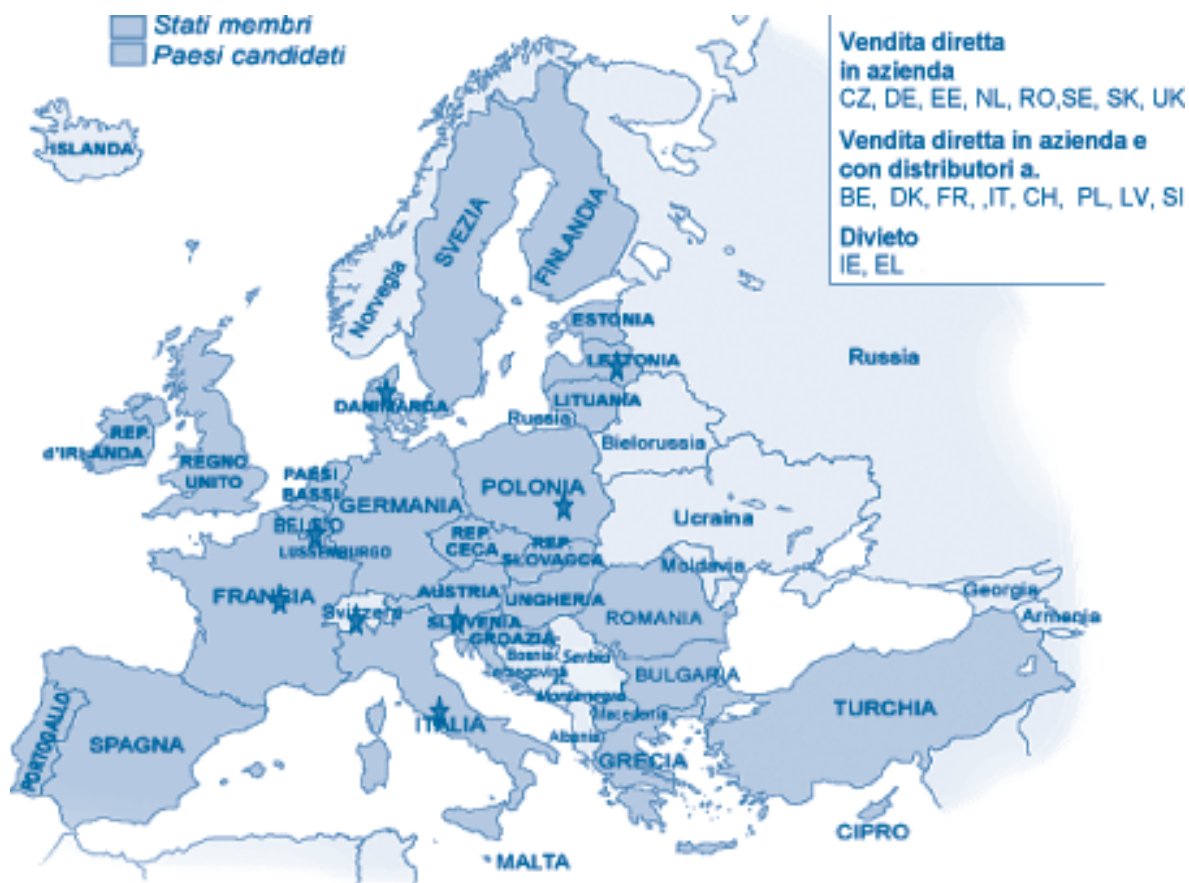 Stati membri
Paesi candidati
Vendita diretta
in azienda
CZ, DE, EE, NL, RO,SE, SK, UK
Vendita diretta in azienda e
con distributori a.
BE, DK, FR, ,IT, CH, PL, LV, SI
Divieto
IE, EL
ISLANDA
SVEZIA
FINLANDIA
Norvegia
ESTONIA
Russia
LETTONIA
LITUANIA
DANIMARCA
Russia
Bielorussia
REP.
d'IRLANDA
REGNO
UNITO
PAESI
BASSI
GERMANIA
POLONIA
Ucraina
BELGIO
LUSSEMBURGO
REP.
CECA
REP.
SLOVACCA
Moldavia
FRANCIA
Svizzera
AUSTRIA
UNGHERIA
ROMANIA
Georgia
Armenia
SLOVENIA
CROAZIA
Bosnia
Erzegovina
Serbia
BULGARIA
Montenegro
Macedonia
Albania
ITALIA
TURCHIA
PORTOGALLO
SPAGNA
GRECIA
CIPRO
MALTA